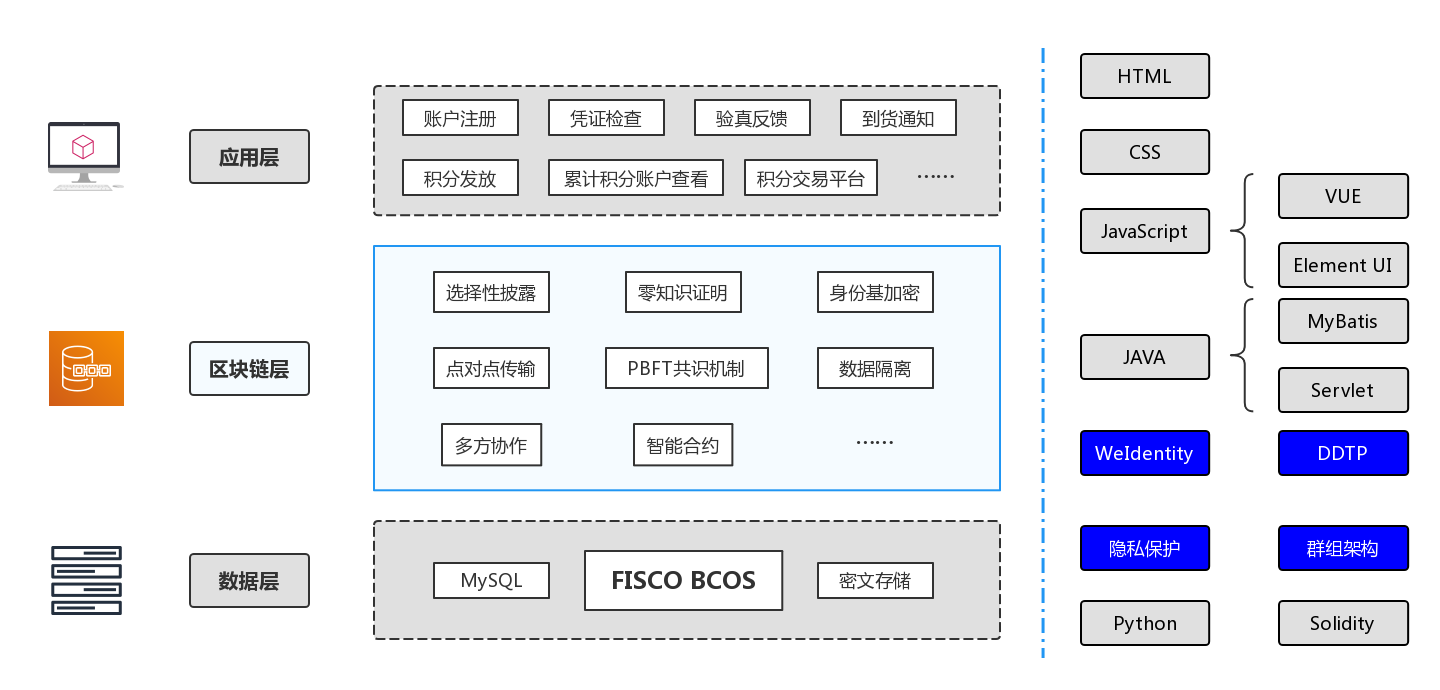 应用层
账户注册
凭证检查
验真反馈
到货通知
积分发放
累计积分账户查看
积分交易平台
……
区块链层
选择性披露
零知识证明
身份基加密
点对点传输
PBFT共识机制
数据隔离
多方协作
智能合约
……
数据层
MySQL
FISCO BCOS
密文存储
HTML
CSS
JavaScript
VUE
Element UI
JAVA
MyBatis
Servlet
WeIdentity
DDTP
隐私保护
群组架构
Python
Solidity